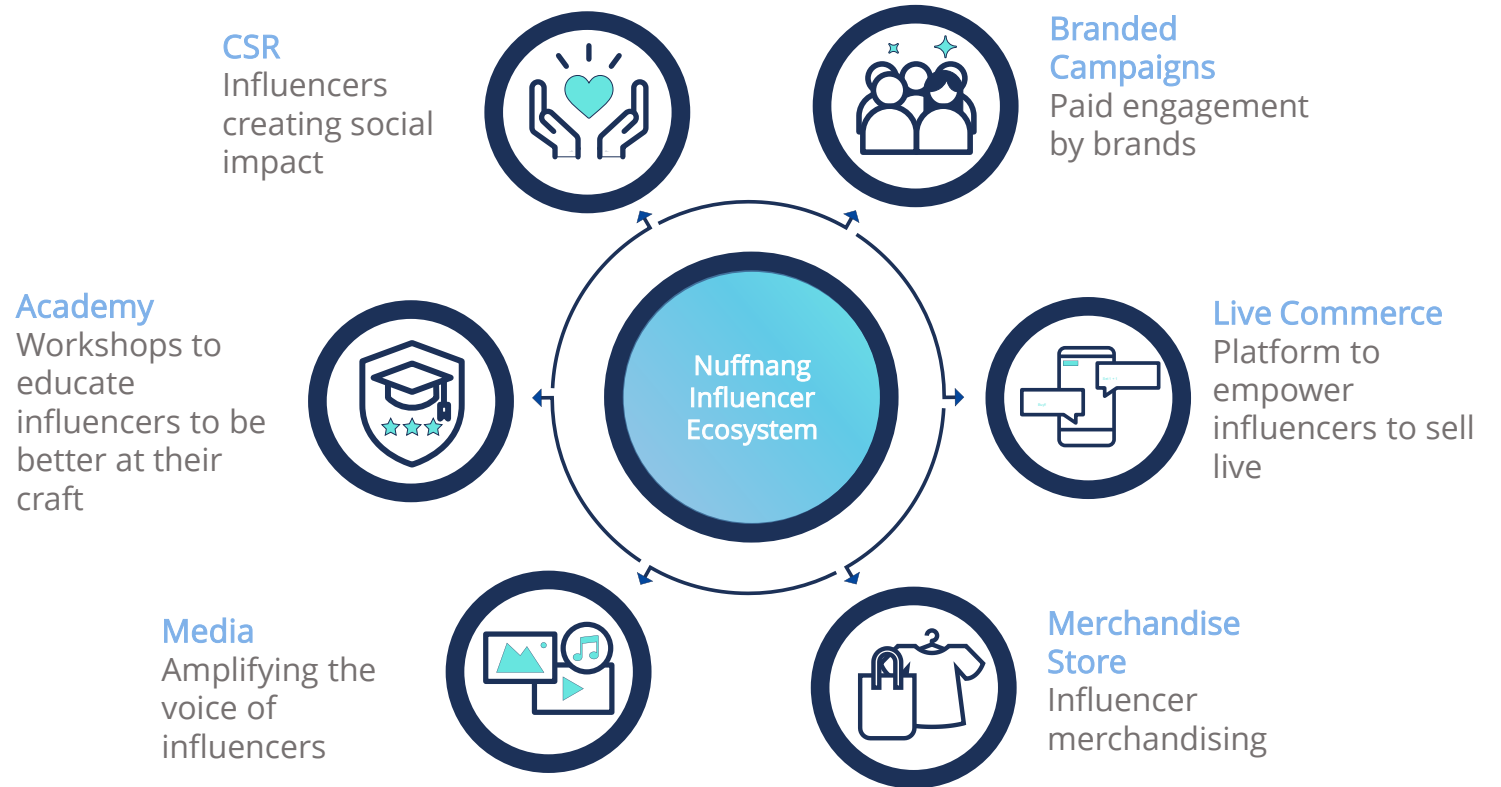 CSR
Influencers
creating social
impact
Branded
Campaigns
Paid engagement
by brands
Academy
Workshops to
educate
influencers to be
better at their
craft
Nuffnang
Influencer
Ecosystem
Live Commerce
Platform to
empower
influencers to sell
live
Media
Amplifying the
voice of
influencers
Merchandise
Store
Influencer
merchandising